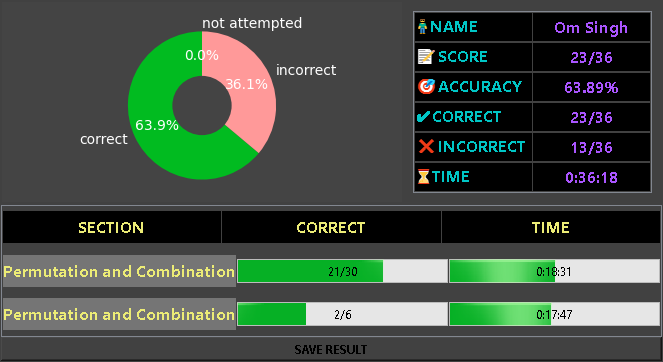 not attempted
0.0%
36.1%
incorrect
63.9%
correct
NAME Om Singh
SCORE 23/36
ACCURACY 63.89%
CORRECT 23/36
INCORRECT 13/36
TIME 0:36:18
SECTION CORRECT TIME
Permutation and Combination 21/30 0:18:31
Permutation and Combination 2/6 0:17:47
SAVE RESULT